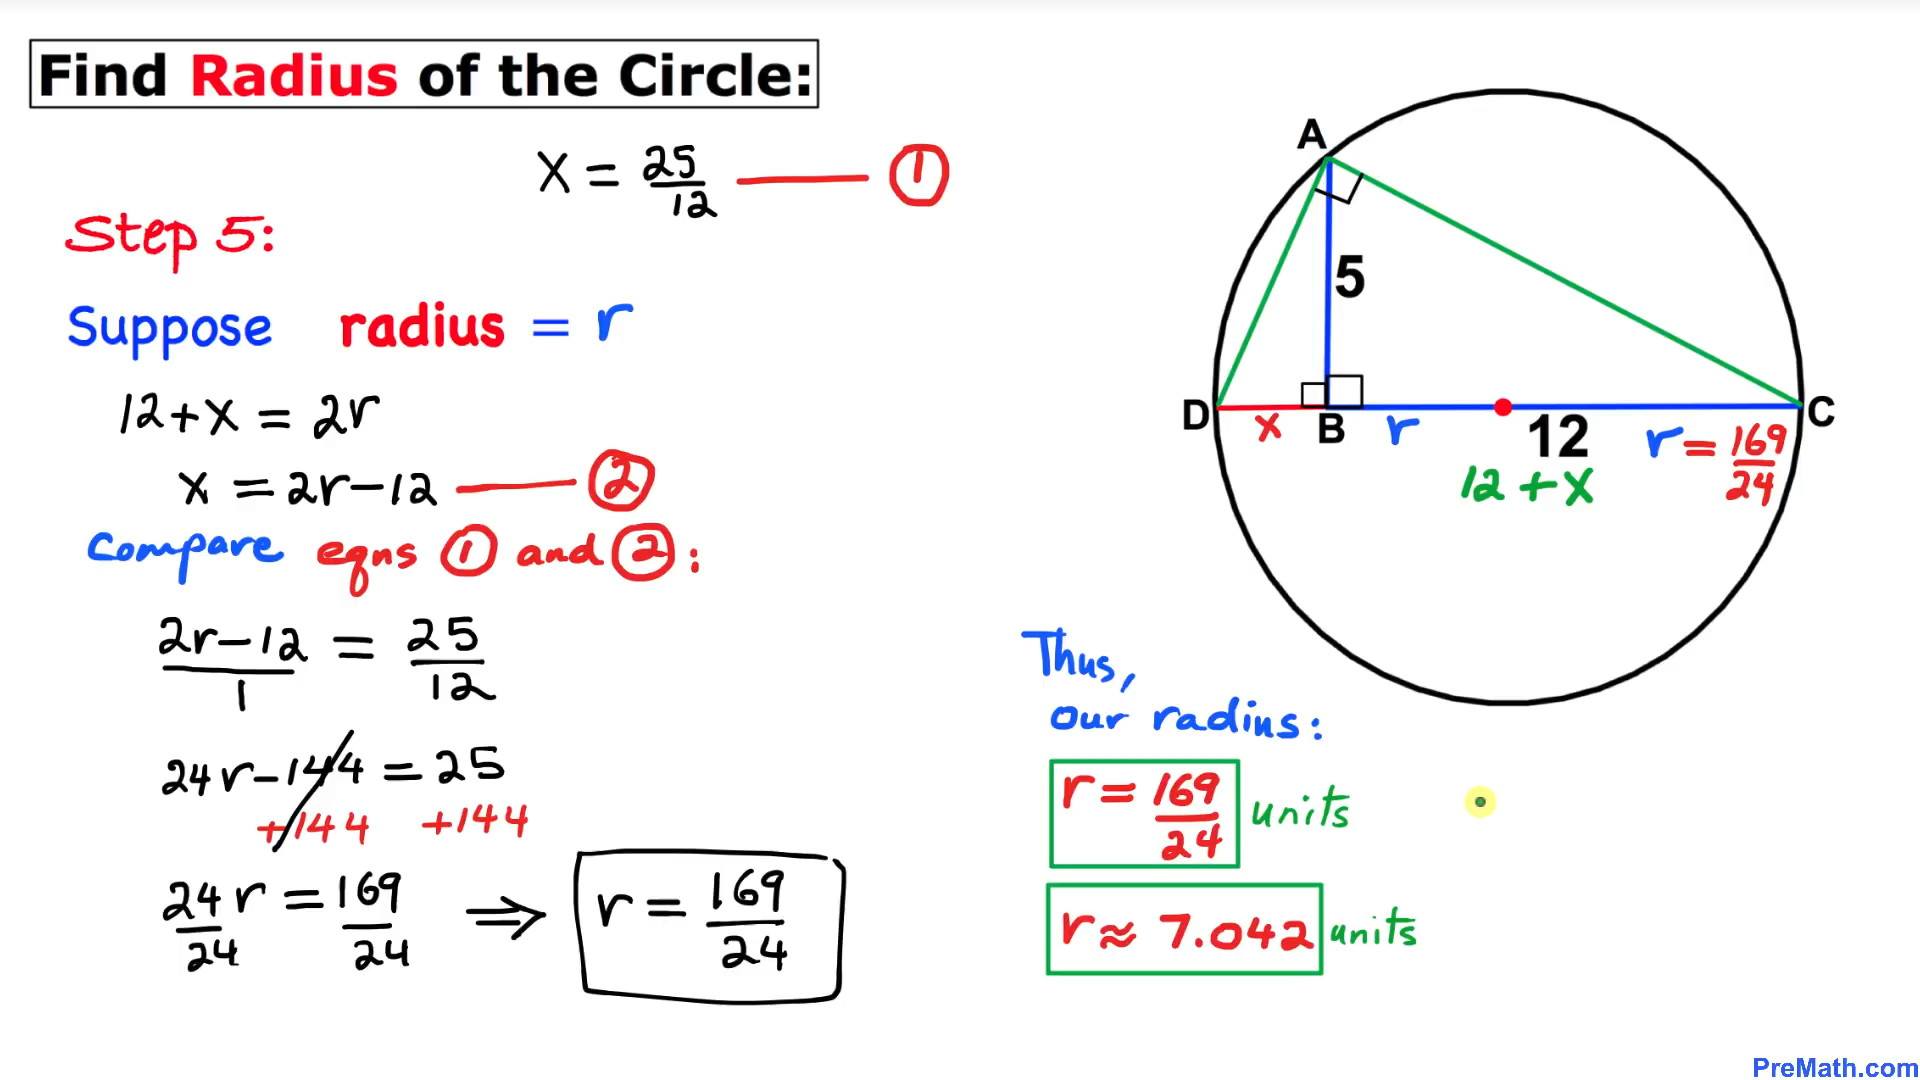 Find Radius of the Circle:
x = 25/12 ——— ①
Step 5:
Suppose radius = r
12+x = 2r
x = 2r-12 ——— ②
Compare eqns ① and ②:
2r-12/1 = 25/12
24r-144 = 25
+144 +144
24r/24 = 169/24 ⇒ r = 169/24
A
5
D x B r 12 r = 169/24 C
12 + x
Thus,
our radius:
r = 169/24 units
r ≈ 7.042 units
PreMath.com